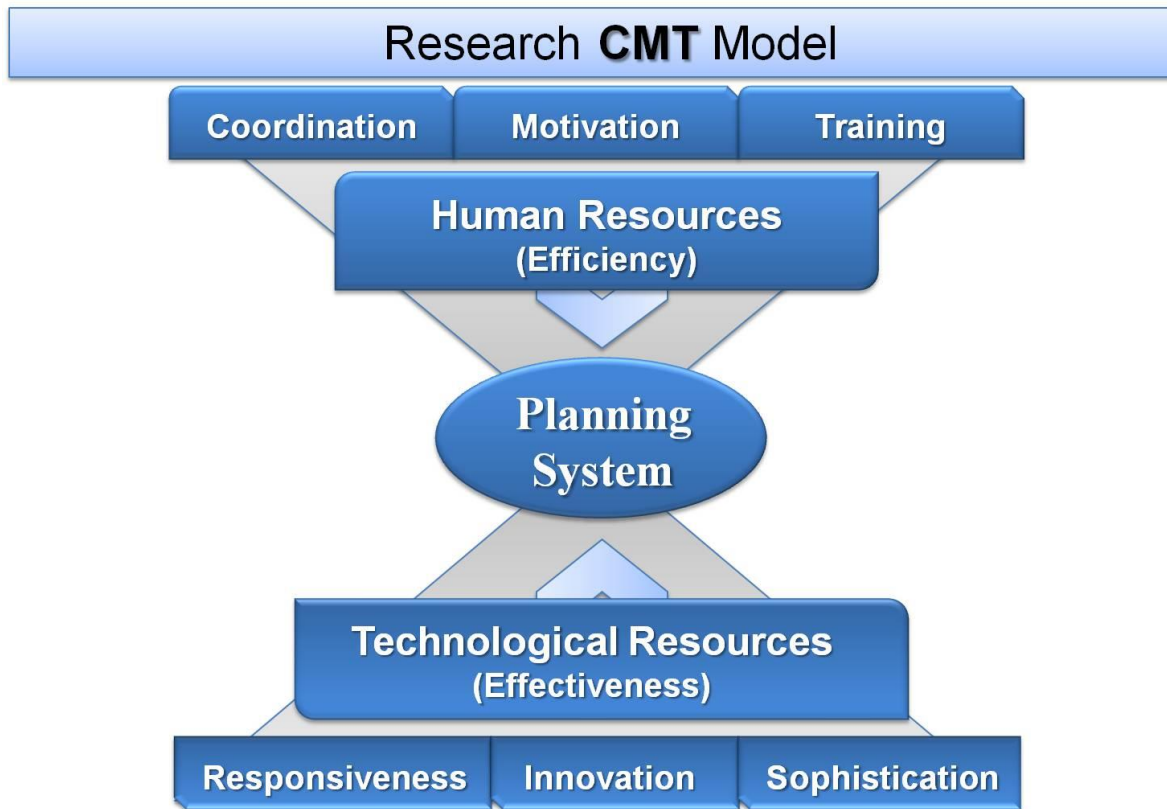 Research CMT Model
Coordination Motivation Training
Human Resources
(Efficiency)
Planning
System
Technological Resources
(Effectiveness)
Responsiveness Innovation Sophistication